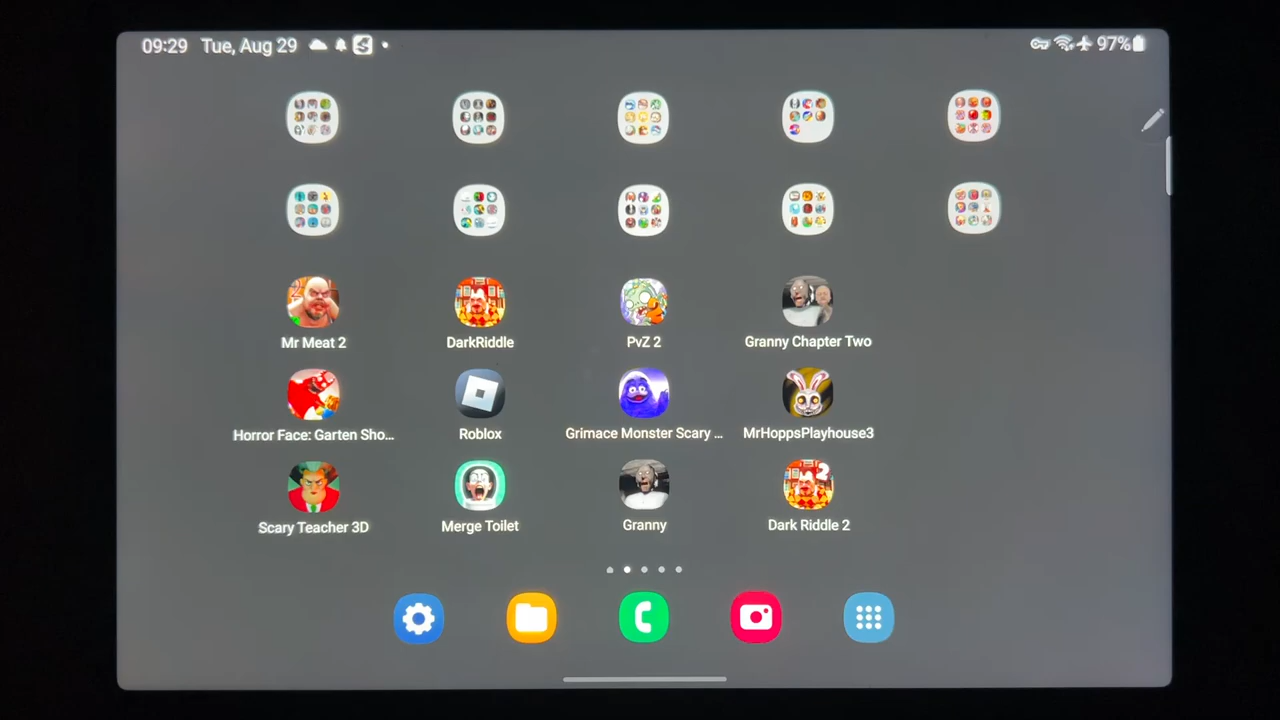 09:29 Tue, Aug 29 97%
Mr Meat 2 DarkRiddle PvZ 2 Granny Chapter Two
Horror Face: Garten Sho... Roblox Grimace Monster Scary ... MrHoppsPlayhouse3
2
Scary Teacher 3D Merge Toilet Granny Dark Riddle 2